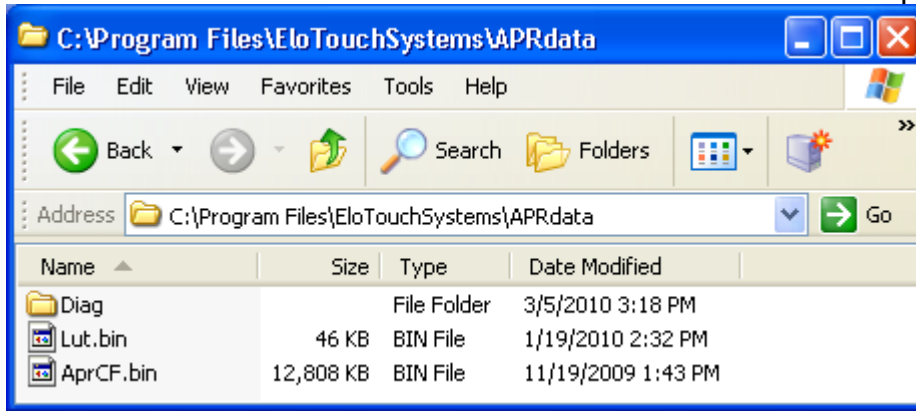 C:\Program Files\EloTouchSystems\APRdata
File Edit View Favorites Tools Help
Back Search Folders »
Address C:\Program Files\EloTouchSystems\APRdata Go
Name Size Type Date Modified
Diag File Folder 3/5/2010 3:18 PM
Lut.bin 46 KB BIN File 1/19/2010 2:32 PM
AprCF.bin 12,808 KB BIN File 11/19/2009 1:43 PM